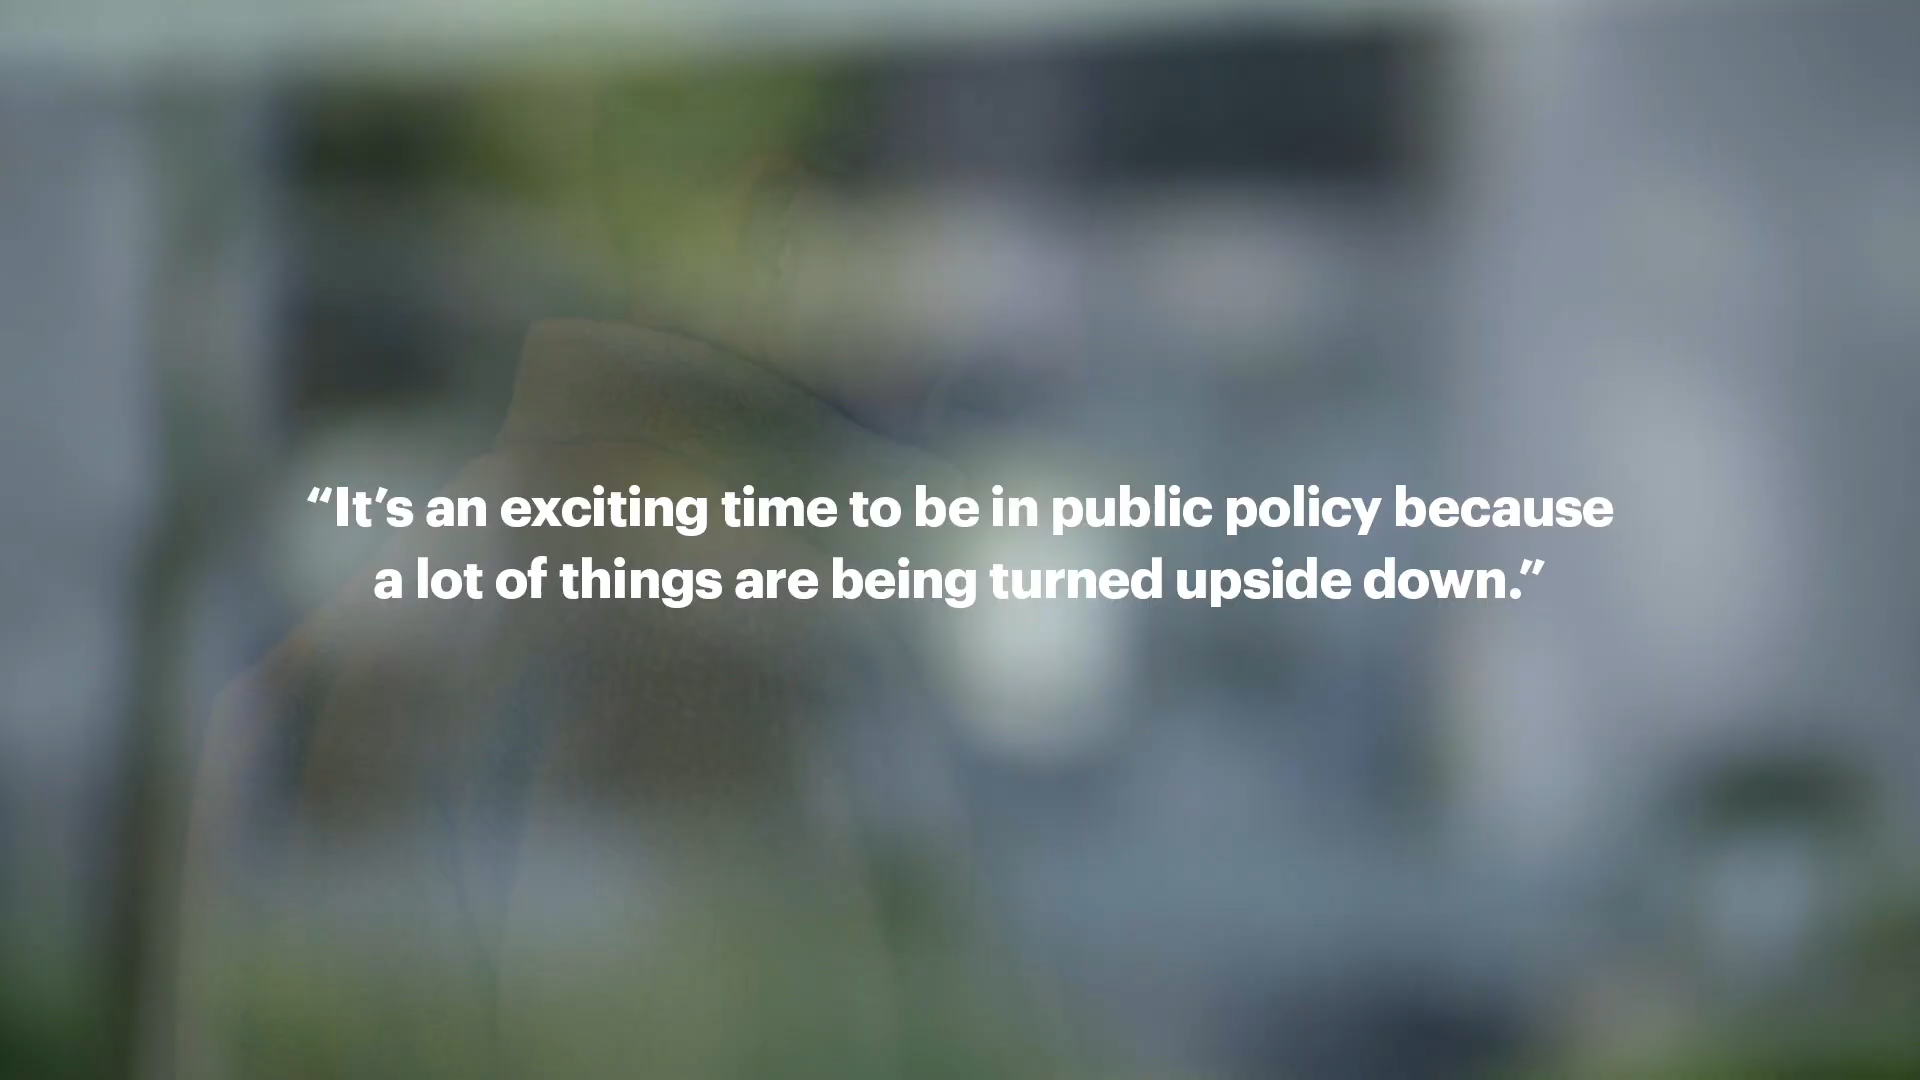 “It’s an exciting time to be in public policy because
a lot of things are being turned upside down.”